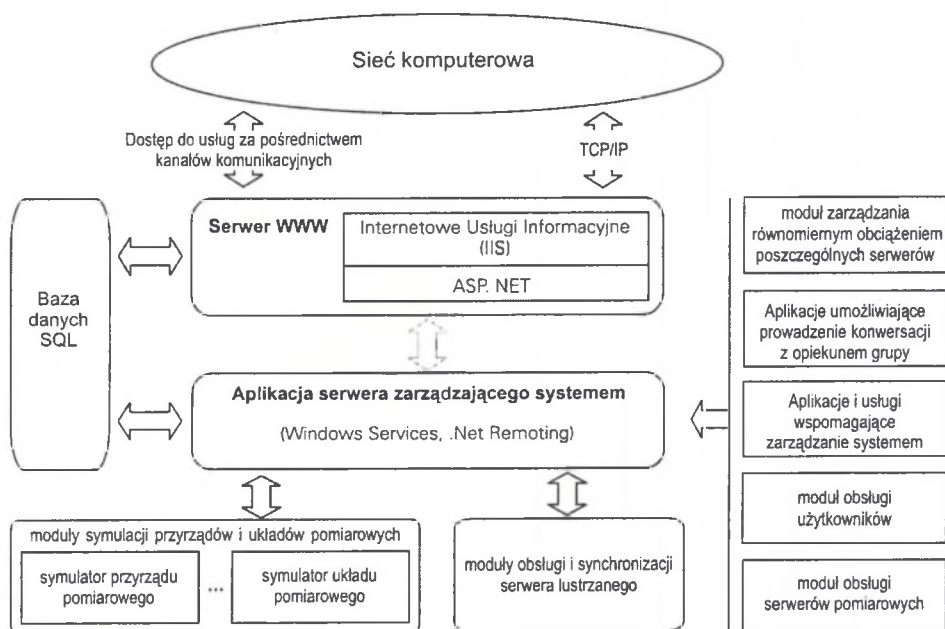 Sieć komputerowa
Dostęp do usług za pośrednictwem
kanałów komunikacyjnych
TCP/IP
Serwer WWW
Internetowe Usługi Informacyjne
(IIS)
ASP. NET
Baza
danych
SQL
Aplikacja serwera zarządzającego systemem
(Windows Services, .Net Remoting)
moduły symulacji przyrządów i układów pomiarowych
symulator przyrządu
pomiarowego
...
symulator układu
pomiarowego
moduły obsługi i synchronizacji
serwera lustrzanego
moduł zarządzania
równomiernym obciążeniem
poszczególnych serwerów
Aplikacje umożliwiające
prowadzenie konwersacji
z opiekunem grupy
Aplikacje i usługi
wspomagające
zarządzanie systemem
moduł obsługi
użytkowników
moduł obsługi
serwerów pomiarowych